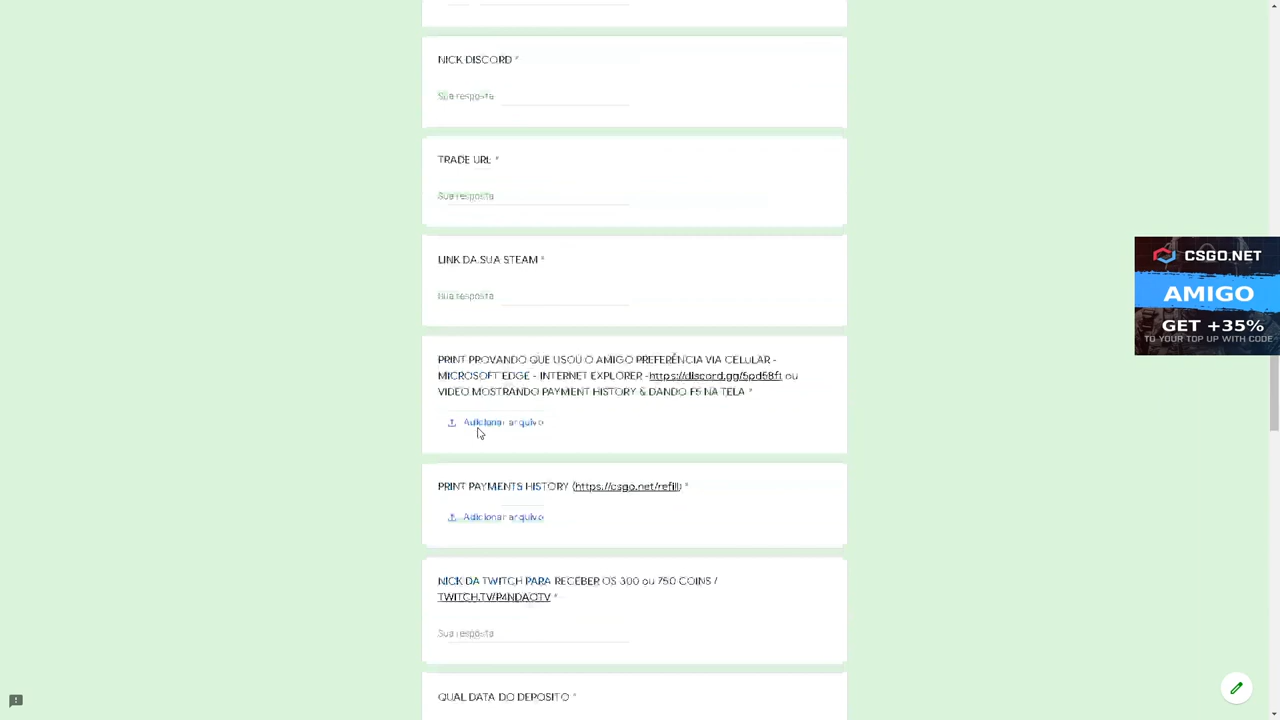 NICK DISCORD *
Sua resposta
TRADE URL *
Sua resposta
LINK DA SUA STEAM *
Sua resposta
PRINT PROVANDO QUE USOU O AMIGO PREFERÊNCIA VIA CELULAR -
MICROSOFT EDGE - INTERNET EXPLORER -https://discord.gg/5pd5Bf1 ou
VIDEO MOSTRANDO PAYMENT HISTORY & DANDO F5 NA TELA *
Adicionar arquivo
PRINT PAYMENTS HISTORY (https://csgo.net/refill) *
Adicionar arquivo
NICK DA TWITCH PARA RECEBER OS 300 ou 750 COINS /
TWITCH.TV/P4NDAOTV *
Sua resposta
QUAL DATA DO DEPOSITO *
CSGO.NET
AMIGO
GET +35%
TO YOUR TOP UP WITH CODE